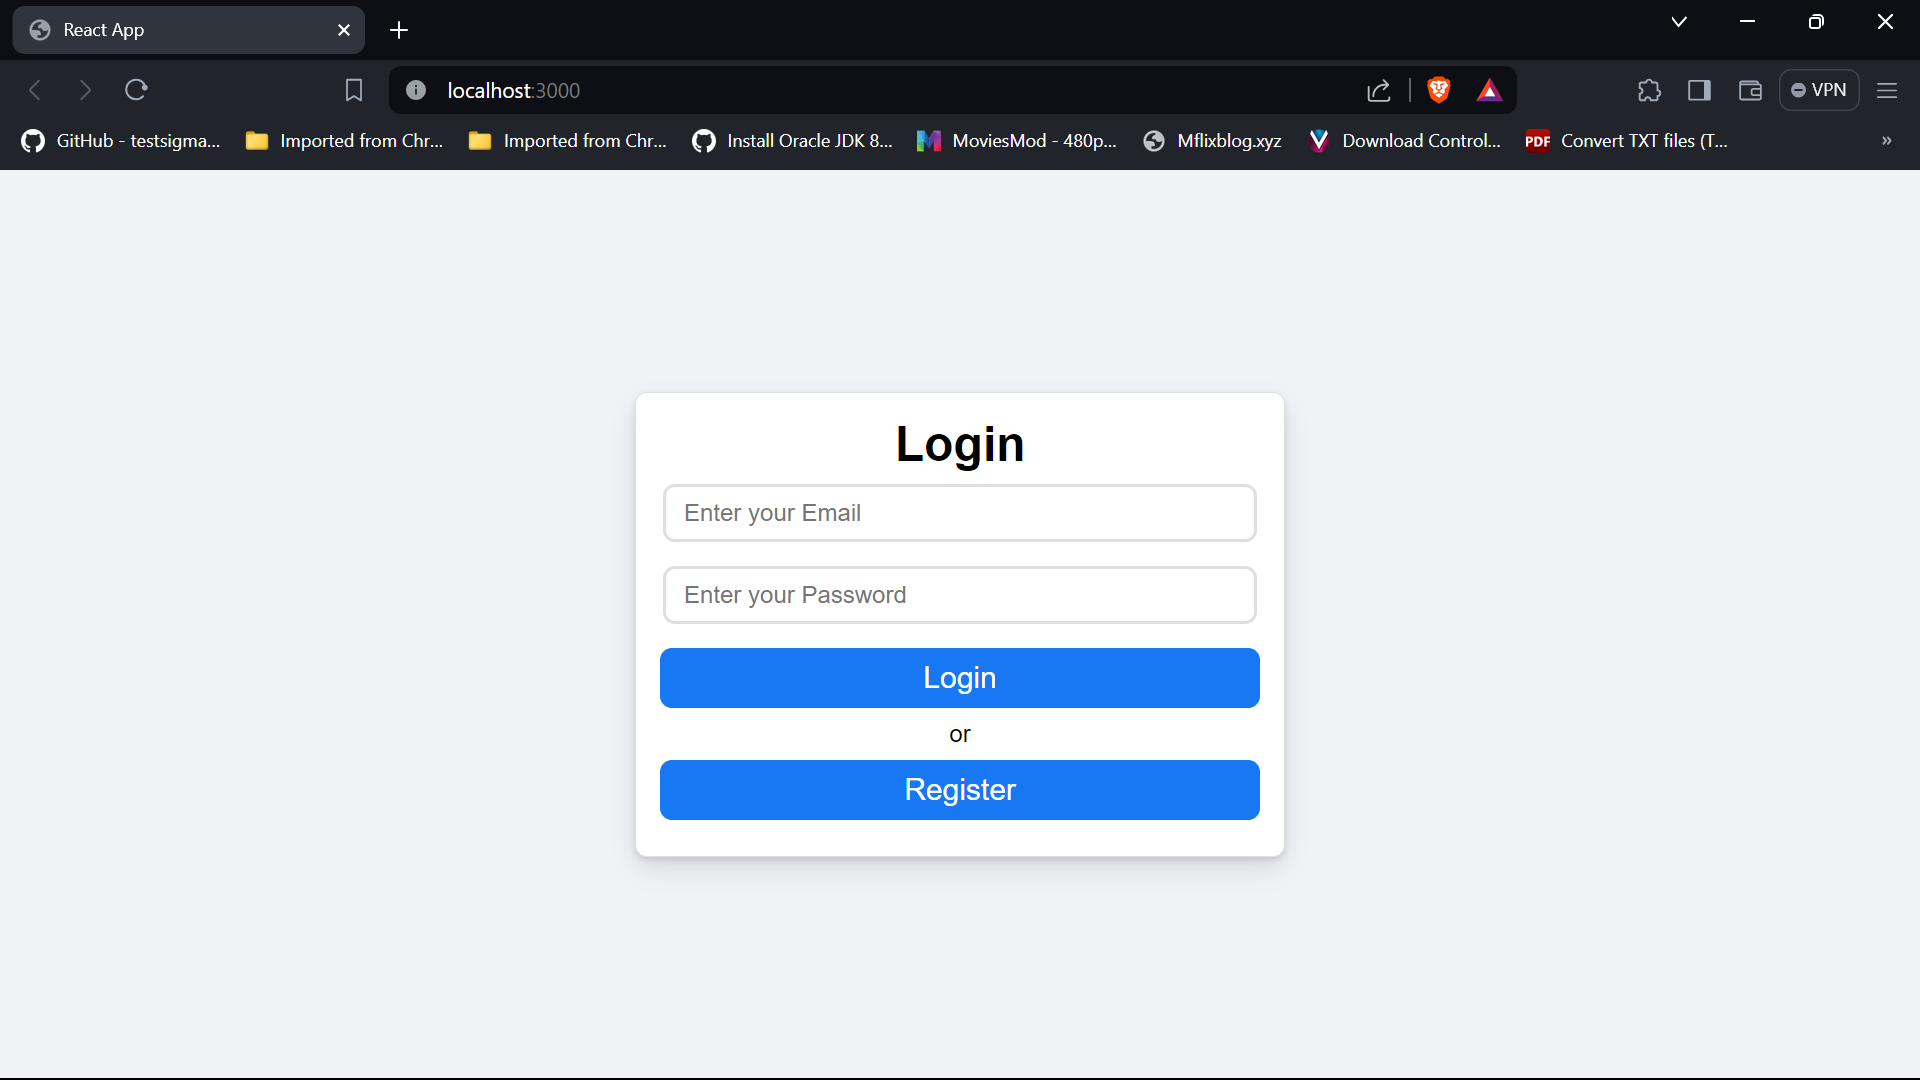 React App
localhost:3000
VPN
GitHub - testsigma...
Imported from Chr...
Imported from Chr...
Install Oracle JDK 8...
MoviesMod - 480p...
Mflixblog.xyz
Download Control...
PDF
Convert TXT files (T...
»
Login
Enter your Email
Enter your Password
Login
or
Register